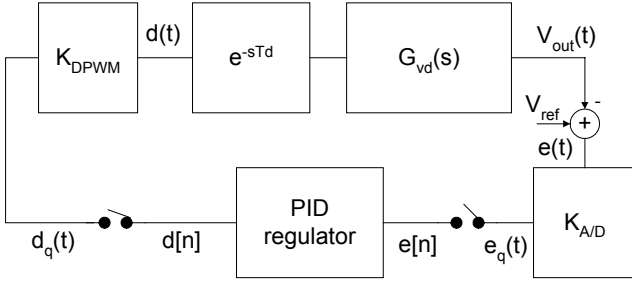 K_DPWM
d(t)
e^-sTd
G_vd(s)
V_out(t)
-
V_ref
+
e(t)
d_q(t)
d[n]
PID
regulator
e[n]
e_q(t)
K_A/D